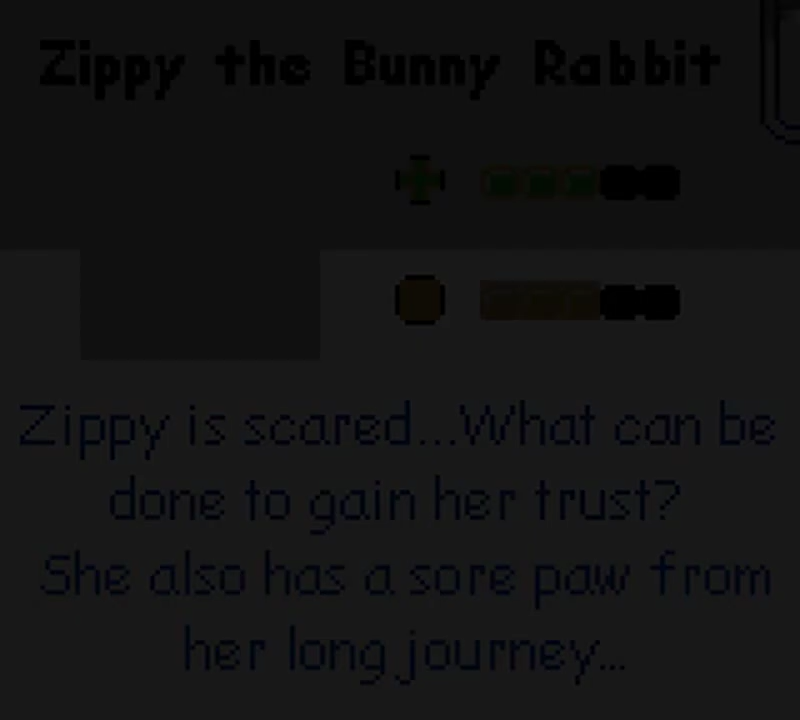 Zippy the Bunny Rabbit
Zippy is scared...What can be
done to gain her trust?
She also has a sore paw from
her long journey...